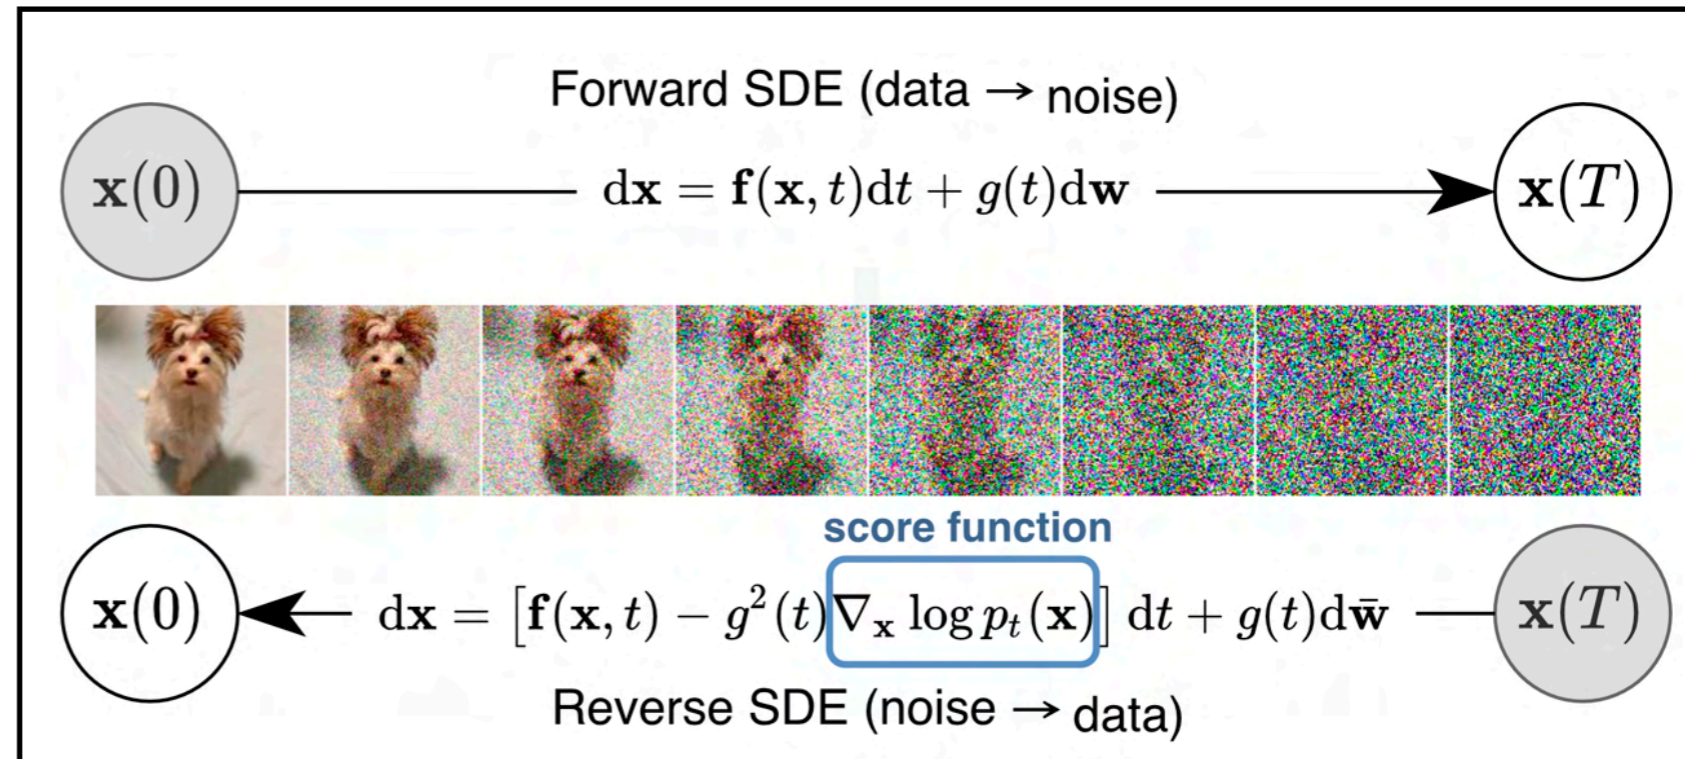 Forward SDE (data → noise)
x(0) dx = f(x, t)dt + g(t)dw x(T)
score function
x(0) dx = [f(x, t) − g²(t)∇ₓ log pₜ(x)] dt + g(t)dw̄ x(T)
Reverse SDE (noise → data)